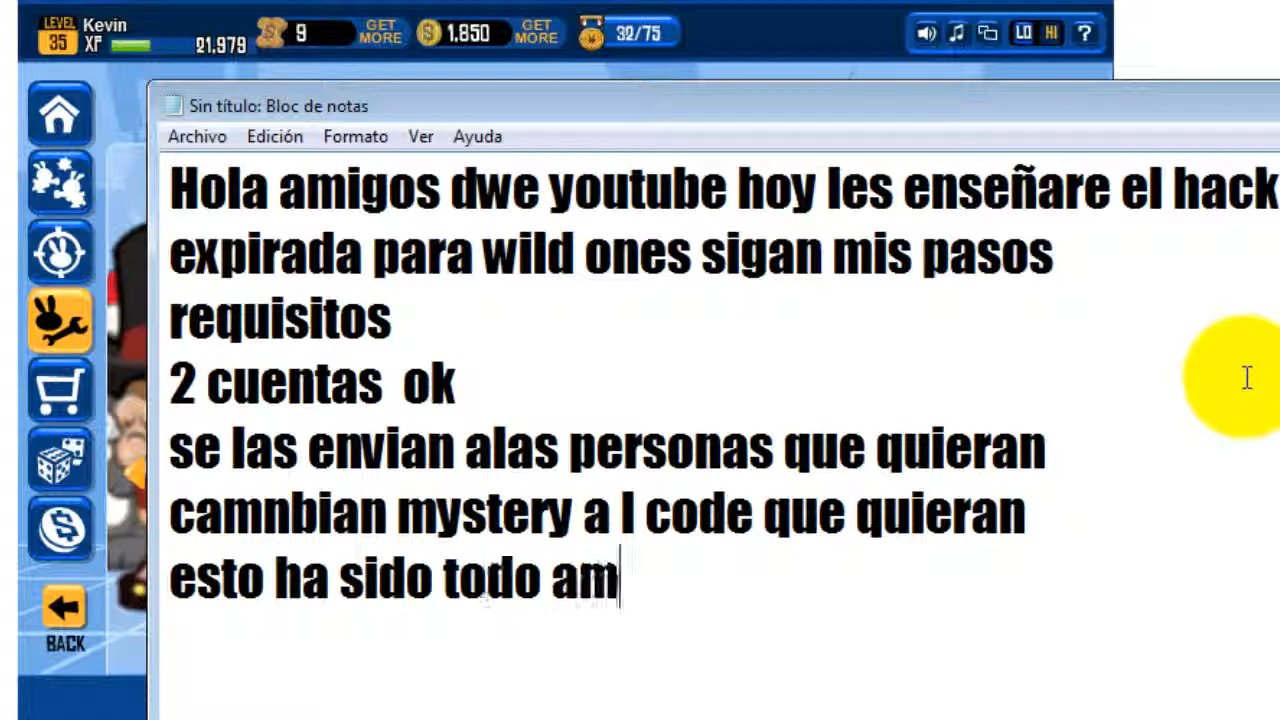 LEVEL 35 Kevin XP 21.979 9 GET MORE 1.850 GET MORE 32/75 LO HI ?
Sin título: Bloc de notas
Archivo Edición Formato Ver Ayuda
Hola amigos dwe youtube hoy les enseñare el hack
expirada para wild ones sigan mis pasos
requisitos
2 cuentas ok
se las envian alas personas que quieran
camnbian mystery a l code que quieran
esto ha sido todo am
BACK